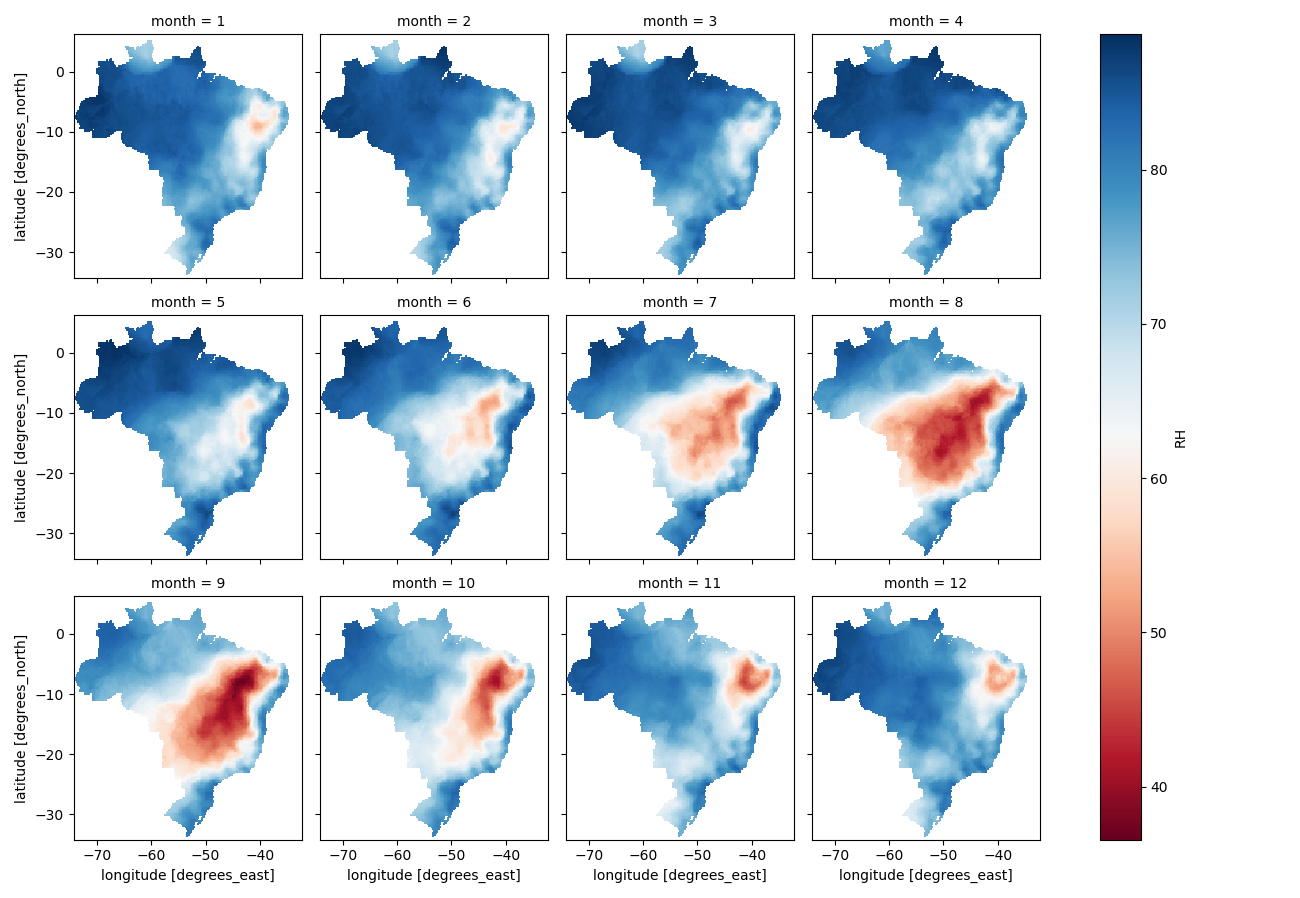 month = 1
month = 2
month = 3
month = 4
0
−10
−20
−30
latitude [degrees_north]
month = 5
month = 6
month = 7
month = 8
0
−10
−20
−30
latitude [degrees_north]
month = 9
month = 10
month = 11
month = 12
0
−10
−20
−30
latitude [degrees_north]
−70
−60
−50
−40
−70
−60
−50
−40
−70
−60
−50
−40
−70
−60
−50
−40
longitude [degrees_east]
longitude [degrees_east]
longitude [degrees_east]
longitude [degrees_east]
80
70
60
50
40
RH